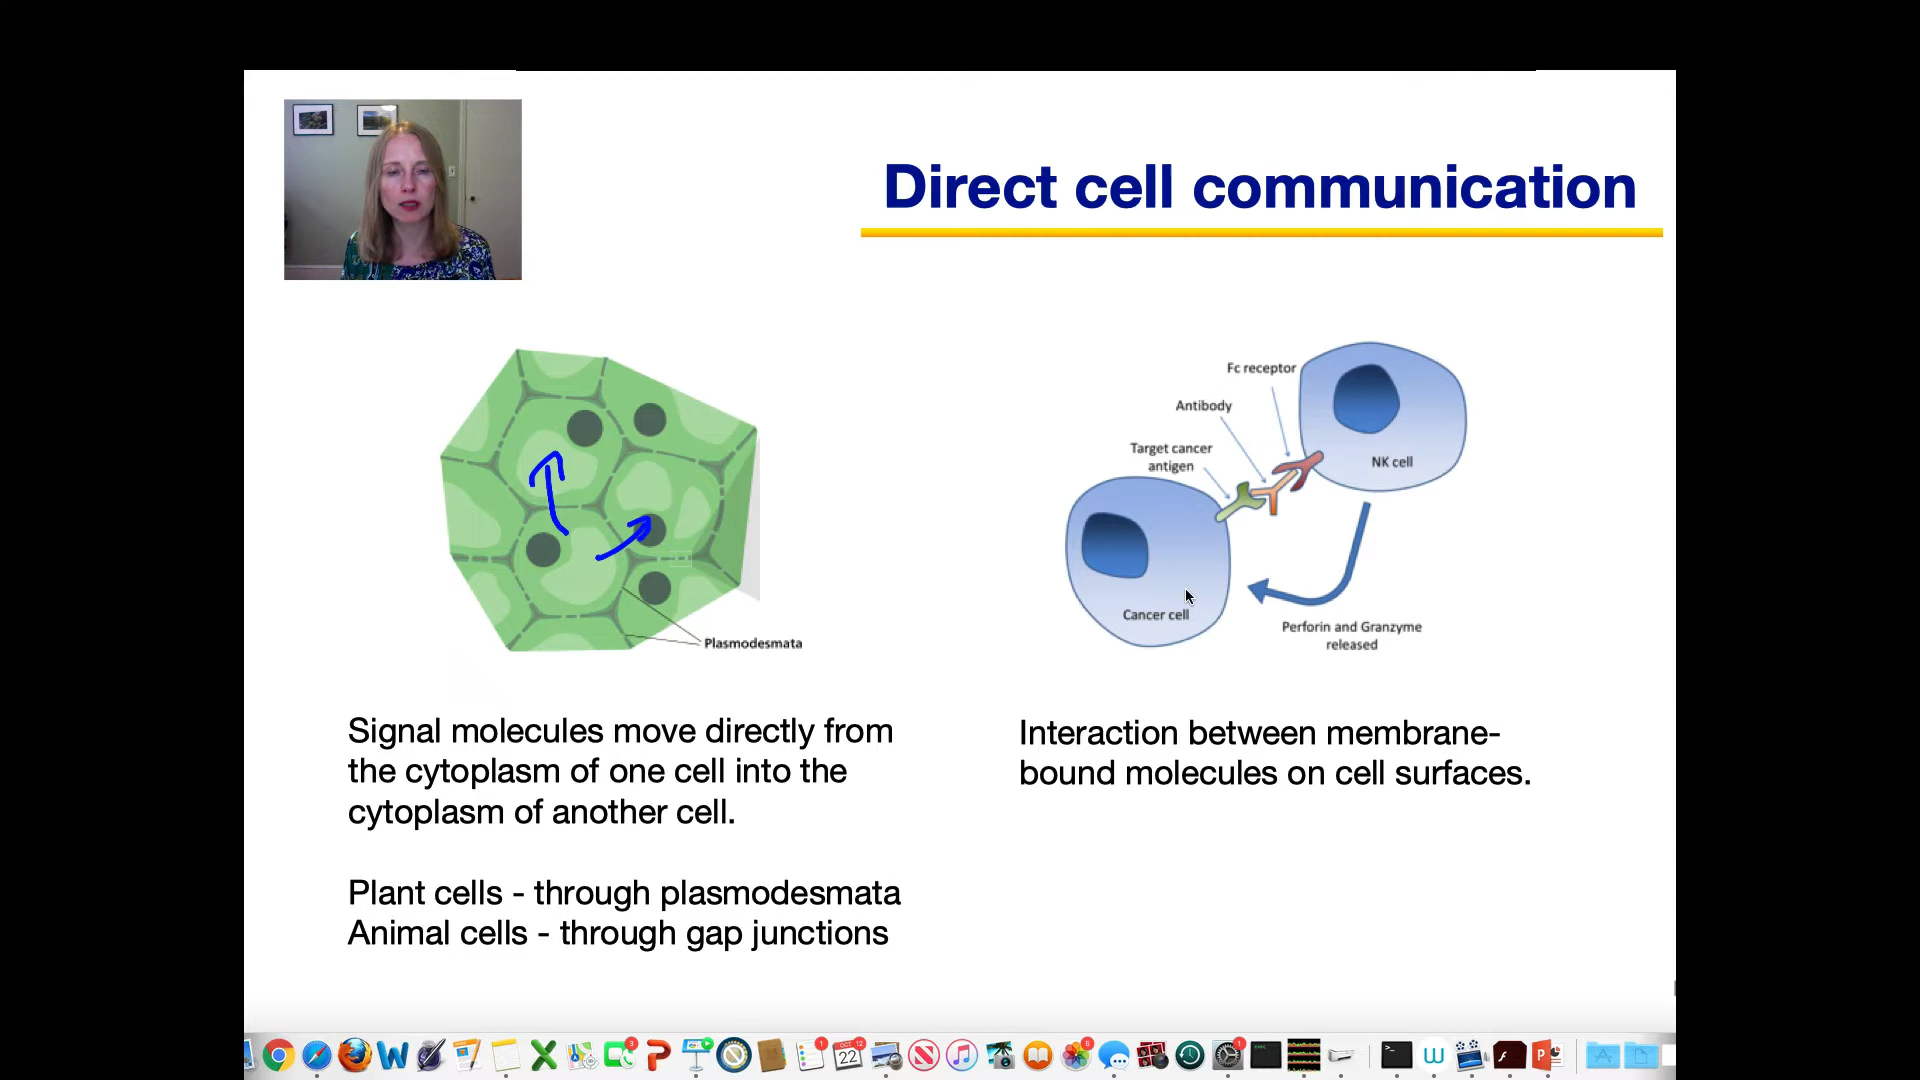 Direct cell communication
Plasmodesmata
Fc receptor
Antibody
Target cancer
antigen
NK cell
Cancer cell
Perforin and Granzyme
released
Signal molecules move directly from
the cytoplasm of one cell into the
cytoplasm of another cell.
Plant cells - through plasmodesmata
Animal cells - through gap junctions
Interaction between membrane-
bound molecules on cell surfaces.
OCT
22